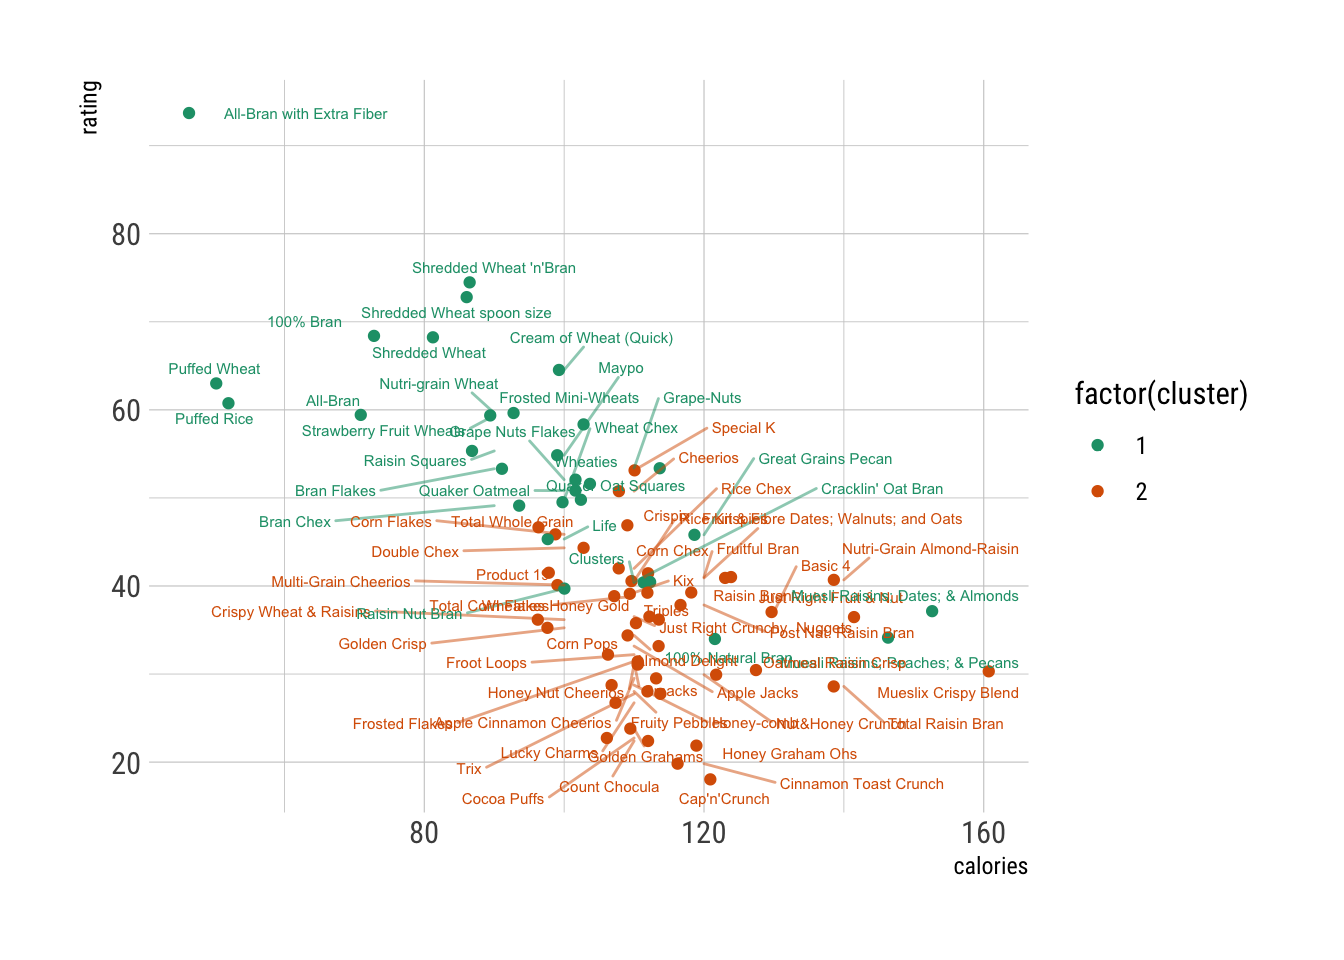 rating
All-Bran with Extra Fiber
80
Shredded Wheat 'n'Bran
Shredded Wheat spoon size
100% Bran
Cream of Wheat (Quick)
Shredded Wheat
Puffed Wheat
Maypo
Nutri-grain Wheat
factor(cluster)
All-Bran
Frosted Mini-Wheats
Grape-Nuts
60
Puffed Rice
Strawberry Fruit Wheats
Grape Nuts Flakes
Wheat Chex
Special K
1
Raisin Squares
Wheaties
Cheerios
Great Grains Pecan
Bran Flakes
Quaker Oatmeal
Quaker Oat Squares
Rice Chex
Cracklin' Oat Bran
2
Bran Chex
Corn Flakes
Total Whole Grain
Life
Crispix
Rice Krispies
Fruit & Fibre Dates; Walnuts; and Oats
Double Chex
Clusters
Corn Chex
Fruitful Bran
Nutri-Grain Almond-Raisin
40
Multi-Grain Cheerios
Product 19
Kix
Basic 4
Crispy Wheat & Raisins
Raisin Nut Bran
Total Corn Flakes
Wheaties Honey Gold
Triples
Raisin Bran
Just Right Fruit & Nut
Muesli Raisins; Dates; & Almonds
Golden Crisp
Corn Pops
Just Right Crunchy  Nuggets
Post Nat. Raisin Bran
Froot Loops
Almond Delight
100% Natural Bran
Oatmeal Raisin Crisp
Muesli Raisins; Peaches; & Pecans
Honey Nut Cheerios
Smacks
Apple Jacks
Mueslix Crispy Blend
Frosted Flakes
Apple Cinnamon Cheerios
Fruity Pebbles
Honey-comb
Nut&Honey Crunch
Total Raisin Bran
20
Trix
Lucky Charms
Golden Grahams
Honey Graham Ohs
Cocoa Puffs
Count Chocula
Cap'n'Crunch
Cinnamon Toast Crunch
80
120
160
calories